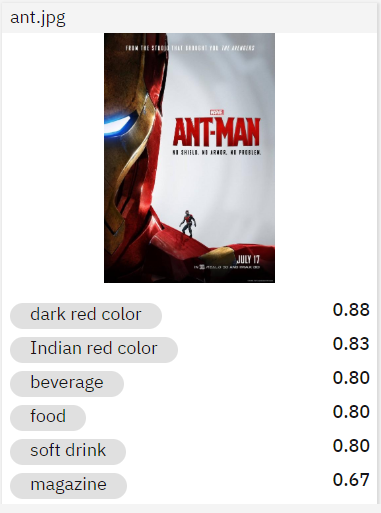 ant.jpg
FROM THE STUDIO THAT BROUGHT YOU THE AVENGERS
MARVEL
ANT-MAN
NO SHIELD. NO ARMOR. NO PROBLEM.
JULY 17
dark red color 0.88
Indian red color 0.83
beverage 0.80
food 0.80
soft drink 0.80
magazine 0.67